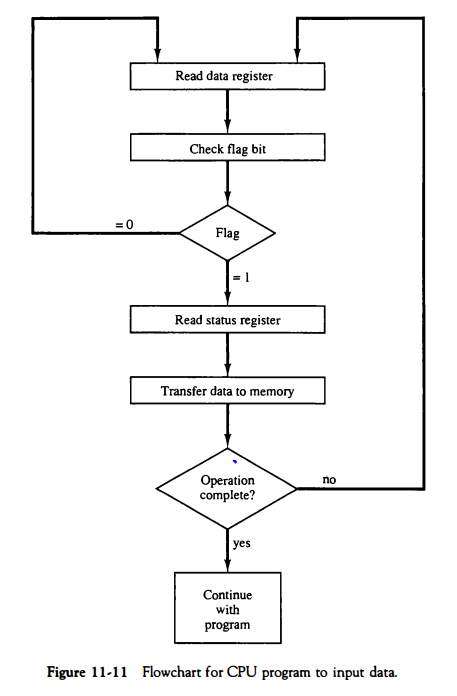 Read data register
Check flag bit
= 0
Flag
= 1
Read status register
Transfer data to memory
Operation
complete?
no
yes
Continue
with
program
Figure 11-11 Flowchart for CPU program to input data.